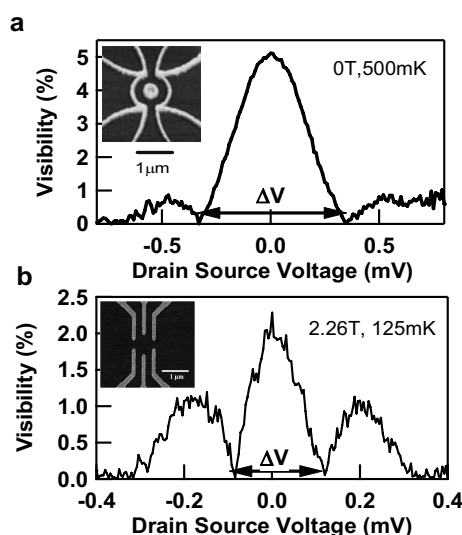 a
5
4
3
2
1
0
Visibility (%)
0T,500mK
1μm
ΔV
-0.5
0.0
0.5
Drain Source Voltage (mV)
b
2.5
2.0
1.5
1.0
0.5
0.0
Visibility (%)
2.26T, 125mK
1 μm
ΔV
-0.4
-0.2
0.0
0.2
0.4
Drain Source Voltage (mV)